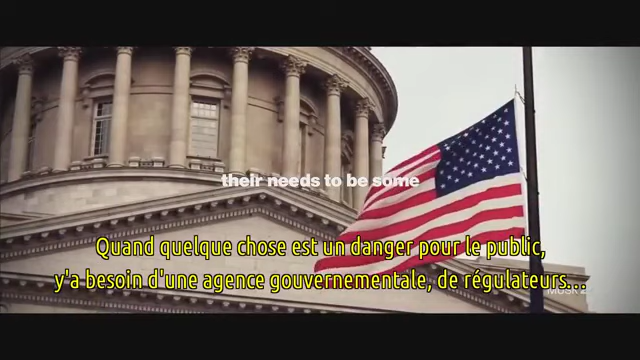 their needs to be some
Quand quelque chose est un danger pour le public,
y'a besoin d'une agence gouvernementale, de régulateurs...